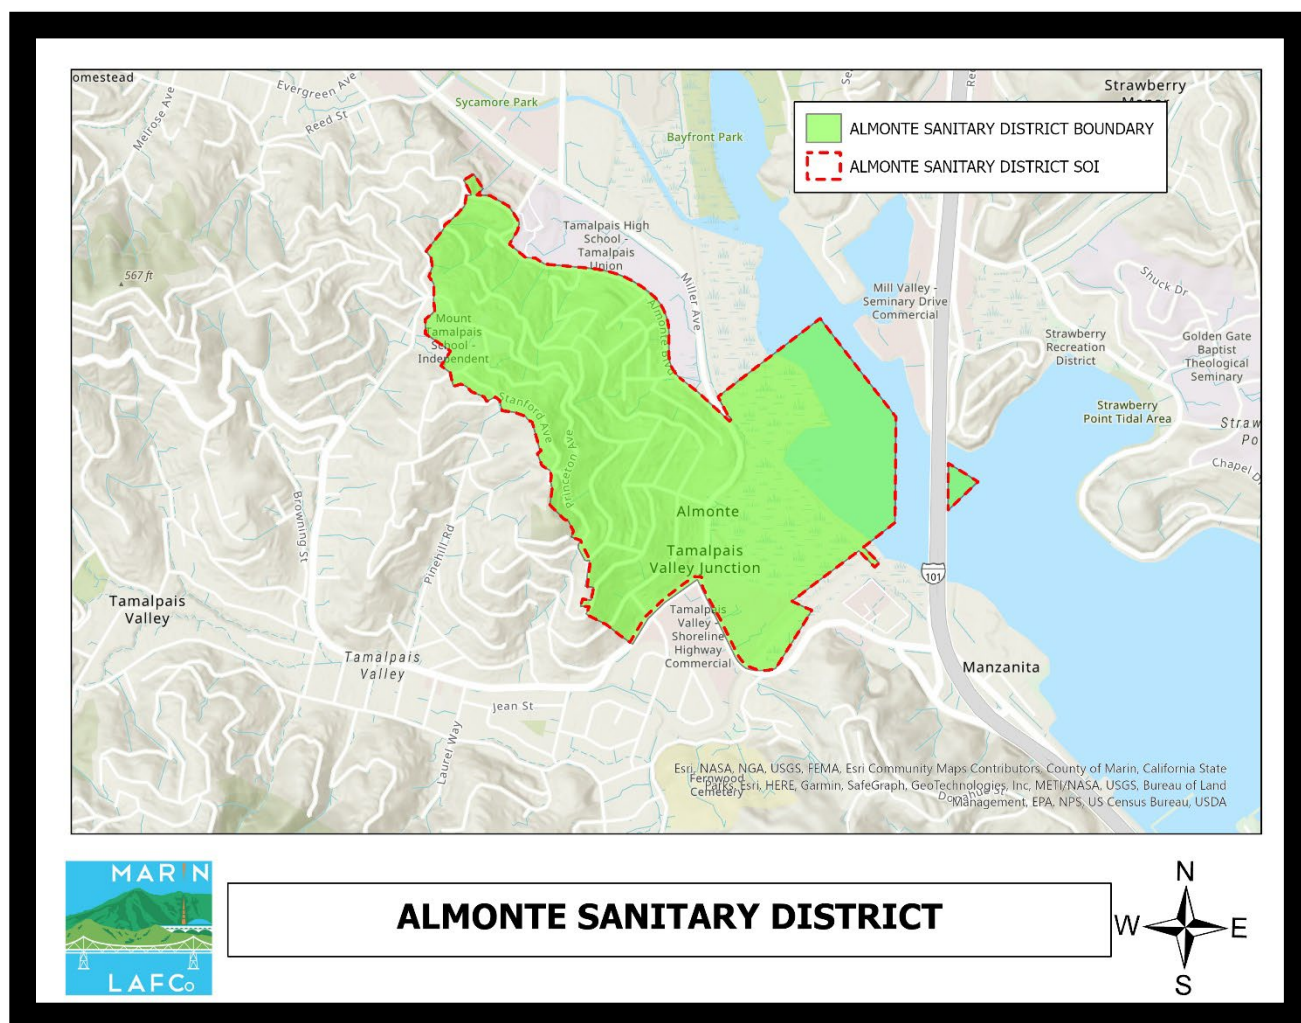 omestead
Evergreen Ave
Melrose Ave
Reed St
Sycamore Park
Bayfront Park
Strawberry
ALMONTE SANITARY DISTRICT BOUNDARY
ALMONTE SANITARY DISTRICT SOI
567 ft
Tamalpais High
School -
Tamalpais
Union
Miller Ave
Almonte Blvd
Mill Valley -
Seminary Drive
Commercial
Shuck Dr
Strawberry
Recreation
District
Golden Gate
Baptist
Theological
Seminary
Strawberry
Point Tidal Area
Straw
Po
Chapel D
Mount
Tamalpais
School -
Independent
Stanford Ave
Princeton Ave
Browning St
Pinehill Rd
Almonte
Tamalpais
Valley Junction
101
Tamalpais
Valley
Tamalpais
Valley
Tamalpais
Valley -
Shoreline
Highway
Commercial
Manzanita
Jean St
Laurel Way
Fernwood
Cemetery
Donahue St
Esri, NASA, NGA, USGS, FEMA, Esri Community Maps Contributors, County of Marin, California State
Parks, Esri, HERE, Garmin, SafeGraph, GeoTechnologies, Inc, METI/NASA, USGS, Bureau of Land
Management, EPA, NPS, US Census Bureau, USDA
MARIN
LAFCo
ALMONTE SANITARY DISTRICT
N
W E
S